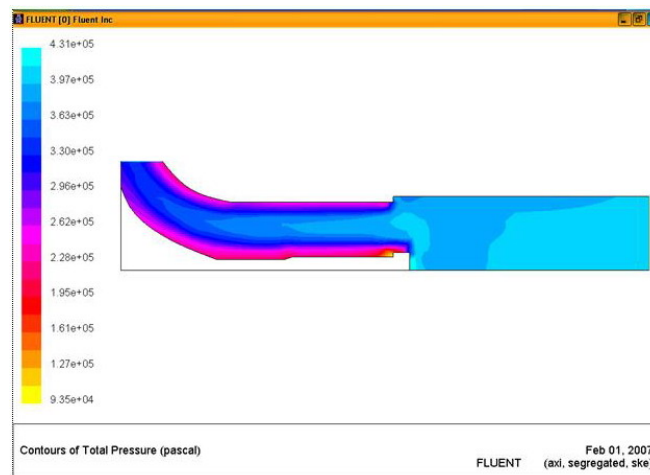 FLUENT [0] Fluent Inc
4.31e+05
3.97e+05
3.63e+05
3.30e+05
2.96e+05
2.62e+05
2.28e+05
1.95e+05
1.61e+05
1.27e+05
9.35e+04
Contours of Total Pressure (pascal)
Feb 01, 2007
FLUENT (axi, segregated, ske)